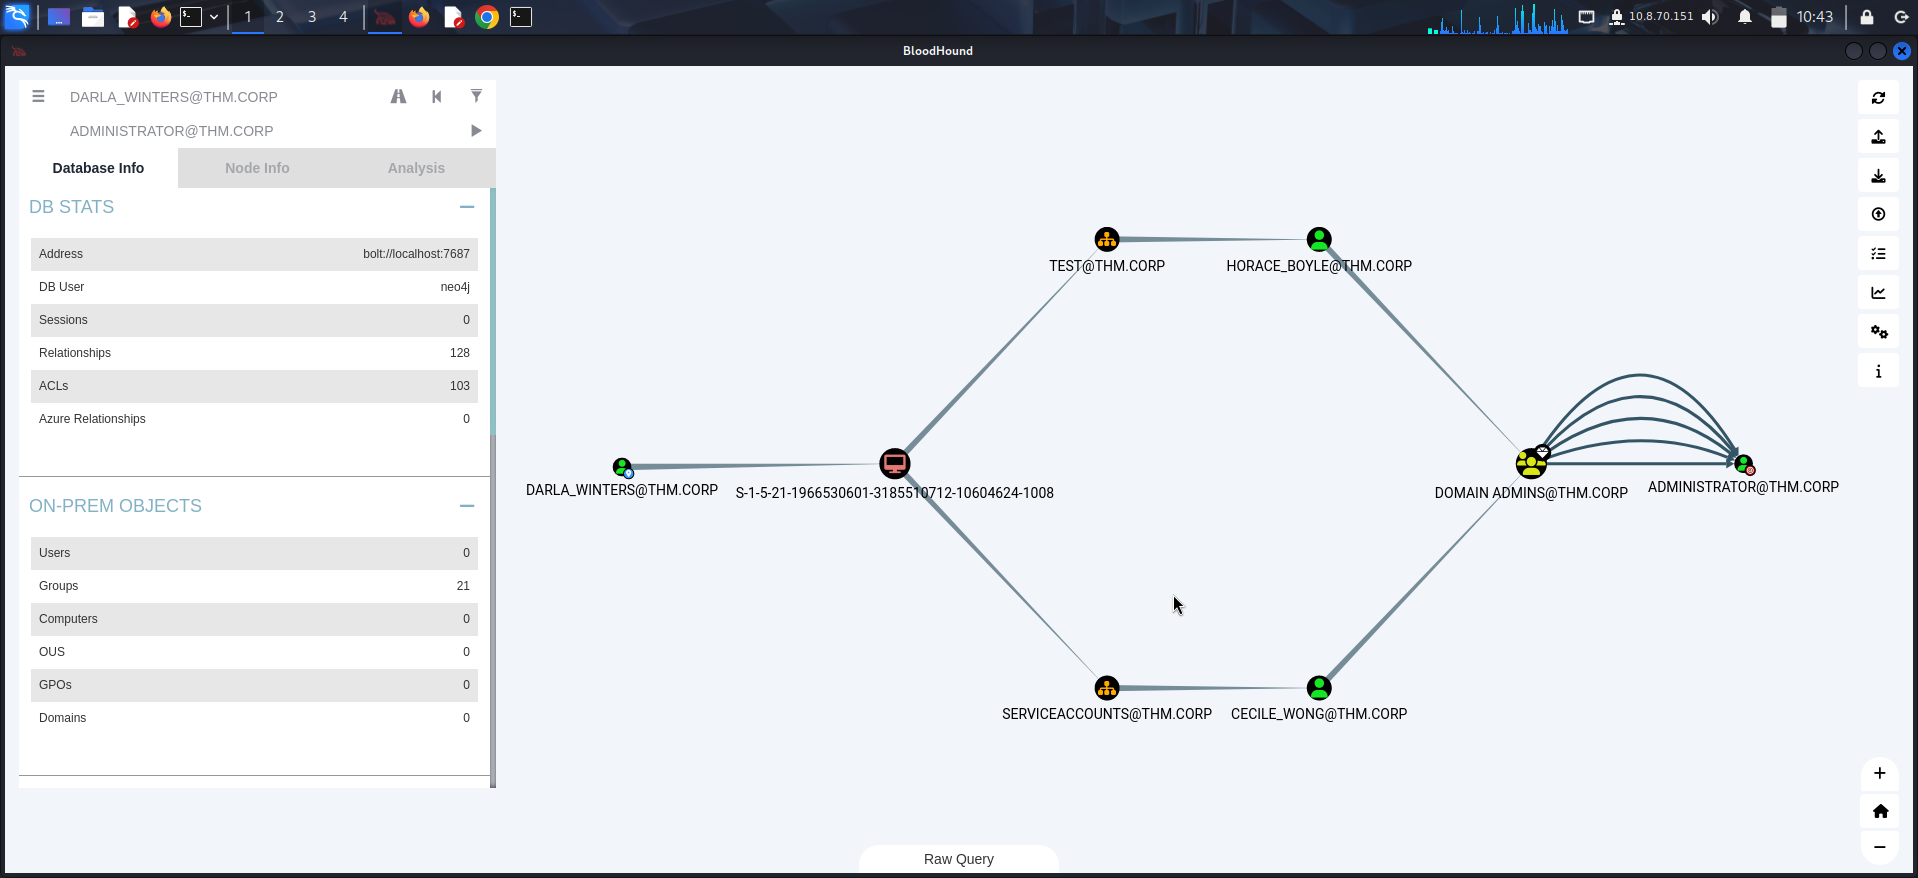 1 2 3 4
10.8.70.151
10:43
BloodHound
DARLA_WINTERS@THM.CORP
ADMINISTRATOR@THM.CORP
Database Info Node Info Analysis
DB STATS
Address bolt://localhost:7687
DB User neo4j
Sessions 0
Relationships 128
ACLs 103
Azure Relationships 0
ON-PREM OBJECTS
Users 0
Groups 21
Computers 0
OUS 0
GPOs 0
Domains 0
TEST@THM.CORP
HORACE_BOYLE@THM.CORP
DARLA_WINTERS@THM.CORP
S-1-5-21-1966530601-3185510712-10604624-1008
DOMAIN ADMINS@THM.CORP
ADMINISTRATOR@THM.CORP
SERVICEACCOUNTS@THM.CORP
CECILE_WONG@THM.CORP
Raw Query